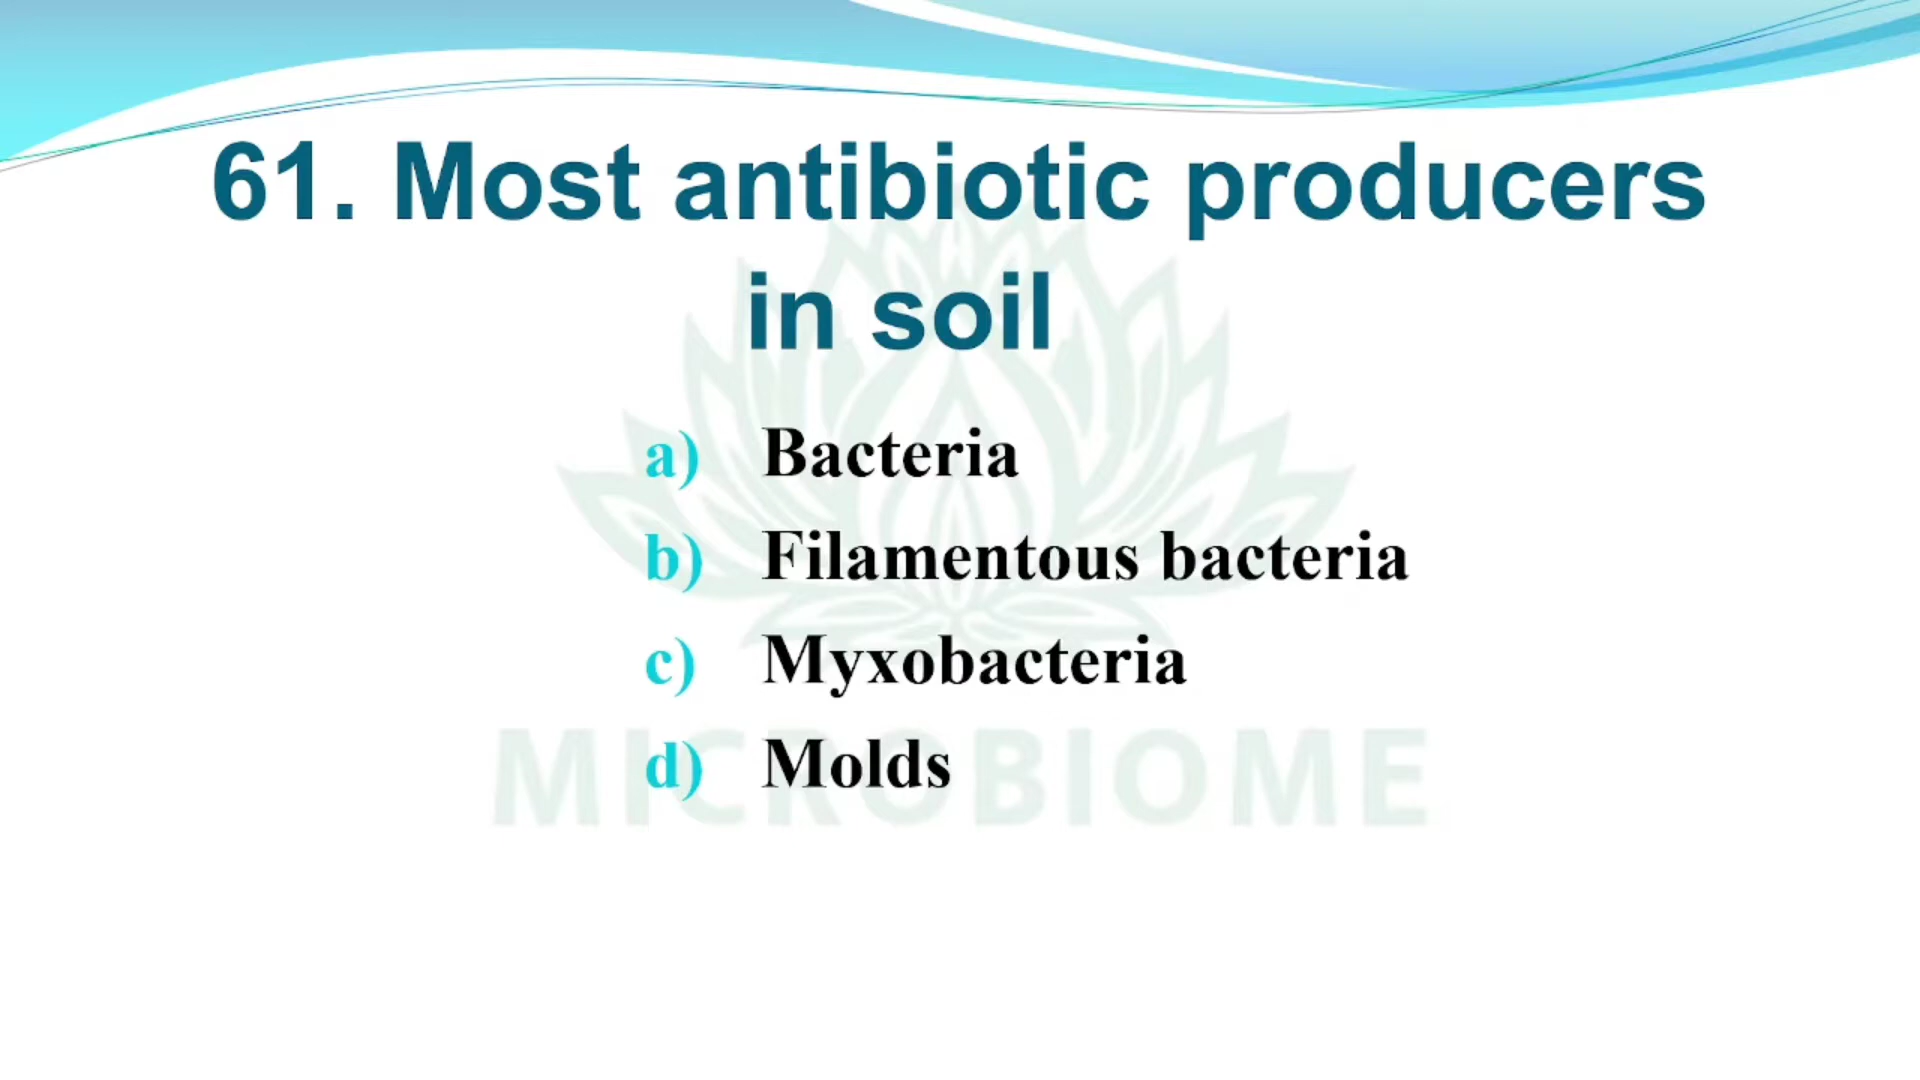 61. Most antibiotic producers
in soil
a) Bacteria
b) Filamentous bacteria
c) Myxobacteria
d) Molds
MICROBIOME